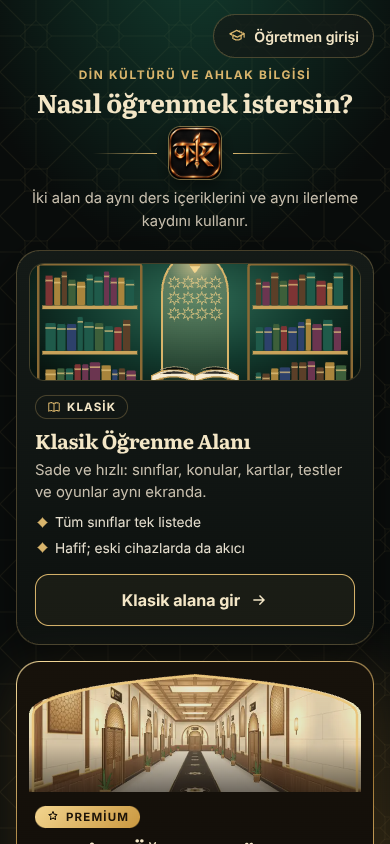 Öğretmen girişi
DİN KÜLTÜRÜ VE AHLAK BİLGİSİ
Nasıl öğrenmek istersin?
İki alan da aynı ders içeriklerini ve aynı ilerleme
kaydını kullanır.
KLASİK
Klasik Öğrenme Alanı
Sade ve hızlı: sınıflar, konular, kartlar, testler
ve oyunlar aynı ekranda.
Tüm sınıflar tek listede
Hafif; eski cihazlarda da akıcı
Klasik alana gir →
PREMİUM